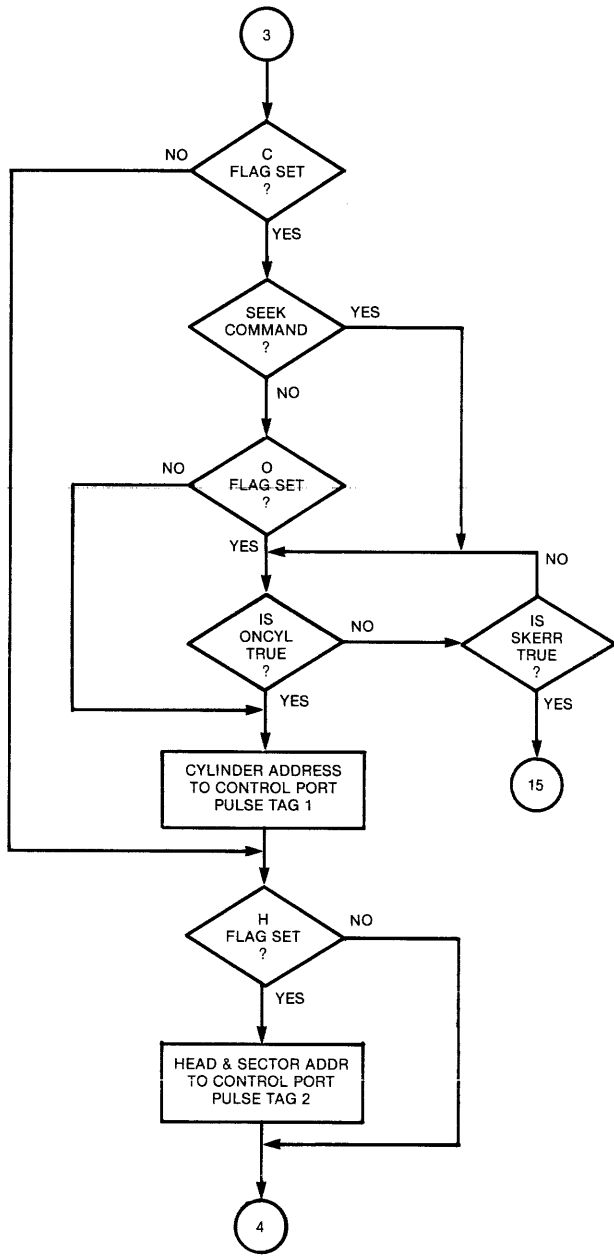 3
NO
C
FLAG SET
?
YES
SEEK
COMMAND
?
YES
NO
NO
O
FLAG SET
?
YES
NO
IS
ONCYL
TRUE
?
NO
IS
SKERR
TRUE
?
YES
YES
CYLINDER ADDRESS
TO CONTROL PORT
PULSE TAG 1
15
H
FLAG SET
?
NO
YES
HEAD & SECTOR ADDR
TO CONTROL PORT
PULSE TAG 2
4